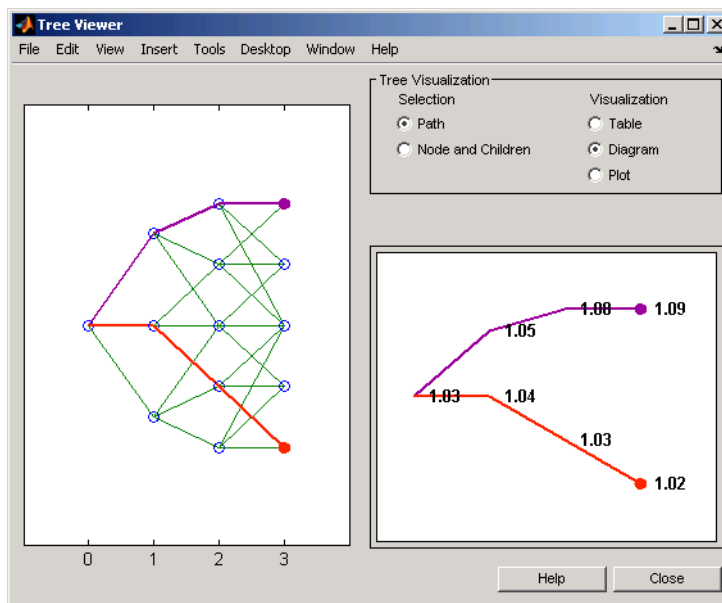 Tree Viewer
File Edit View Insert Tools Desktop Window Help
Tree Visualization
Selection Visualization
Path Table
Node and Children Diagram
Plot
1.08 1.09
1.05
1.03 1.04
1.03
1.02
0 1 2 3
Help Close